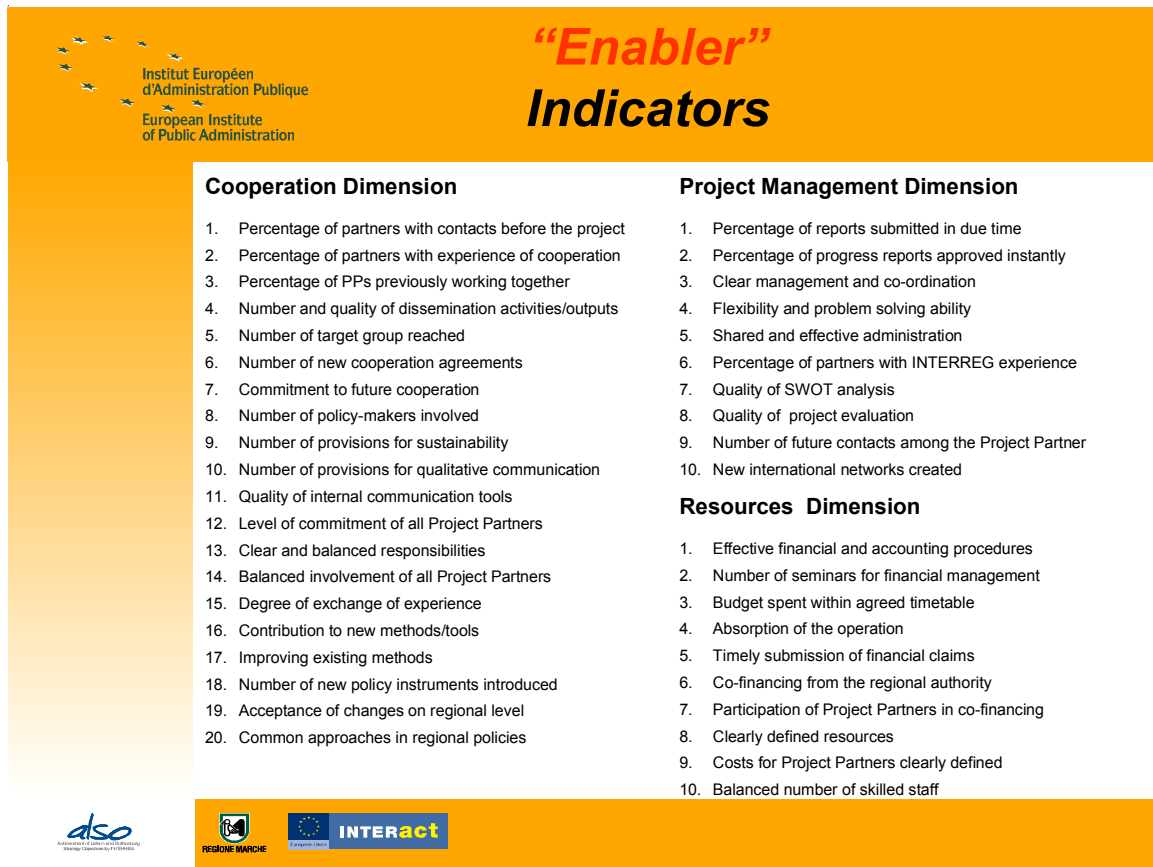 Institut Européen
d'Administration Publique
European Institute
of Public Administration
“Enabler”
Indicators
Cooperation Dimension
1. Percentage of partners with contacts before the project
2. Percentage of partners with experience of cooperation
3. Percentage of PPs previously working together
4. Number and quality of dissemination activities/outputs
5. Number of target group reached
6. Number of new cooperation agreements
7. Commitment to future cooperation
8. Number of policy-makers involved
9. Number of provisions for sustainability
10. Number of provisions for qualitative communication
11. Quality of internal communication tools
12. Level of commitment of all Project Partners
13. Clear and balanced responsibilities
14. Balanced involvement of all Project Partners
15. Degree of exchange of experience
16. Contribution to new methods/tools
17. Improving existing methods
18. Number of new policy instruments introduced
19. Acceptance of changes on regional level
20. Common approaches in regional policies
Project Management Dimension
1. Percentage of reports submitted in due time
2. Percentage of progress reports approved instantly
3. Clear management and co-ordination
4. Flexibility and problem solving ability
5. Shared and effective administration
6. Percentage of partners with INTERREG experience
7. Quality of SWOT analysis
8. Quality of project evaluation
9. Number of future contacts among the Project Partner
10. New international networks created
Resources Dimension
1. Effective financial and accounting procedures
2. Number of seminars for financial management
3. Budget spent within agreed timetable
4. Absorption of the operation
5. Timely submission of financial claims
6. Co-financing from the regional authority
7. Participation of Project Partners in co-financing
8. Clearly defined resources
9. Costs for Project Partners clearly defined
10. Balanced number of skilled staff
also
Achievement of Lisbon and Gothenburg
Strategy Objectives by INTERREG
REGIONE MARCHE
European Union
INTERact